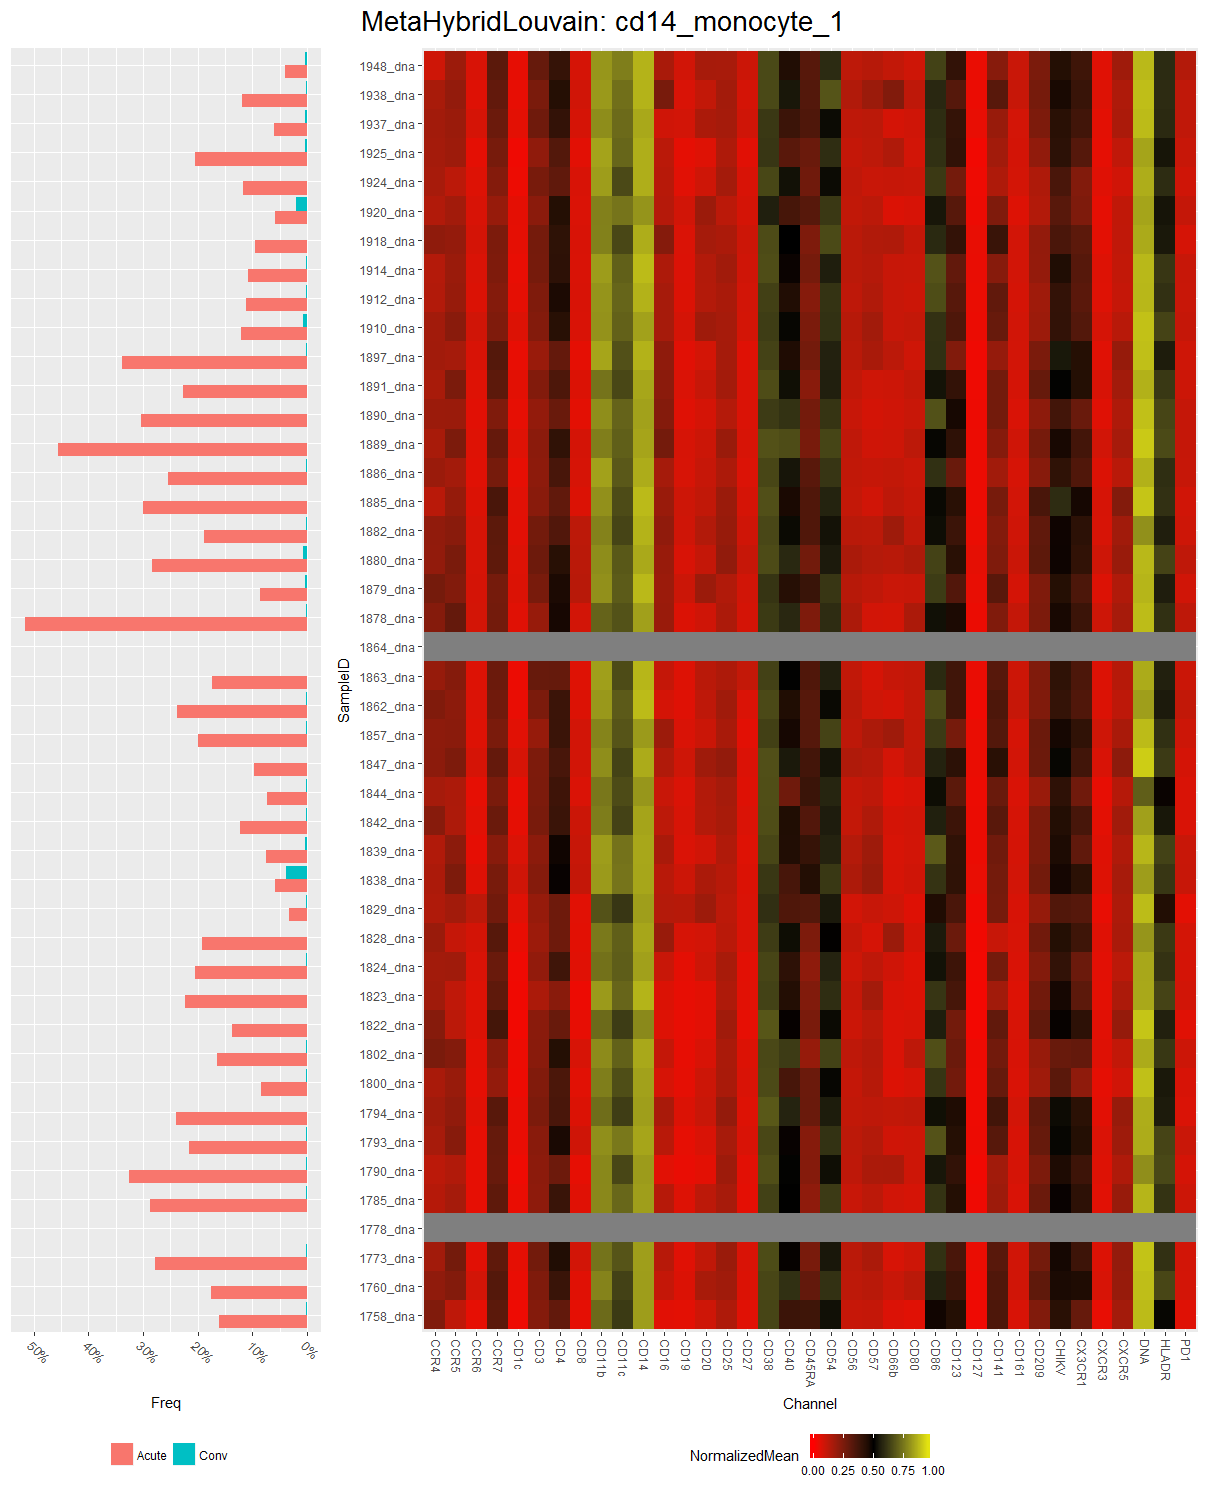 MetaHybridLouvain: cd14_monocyte_1
1948_dna
1938_dna
1937_dna
1925_dna
1924_dna
1920_dna
1918_dna
1914_dna
1912_dna
1910_dna
1897_dna
1891_dna
1890_dna
1889_dna
1886_dna
1885_dna
1882_dna
1880_dna
1879_dna
1878_dna
1864_dna
1863_dna
1862_dna
1857_dna
1847_dna
1844_dna
1842_dna
1839_dna
1838_dna
1829_dna
1828_dna
1824_dna
1823_dna
1822_dna
1802_dna
1800_dna
1794_dna
1793_dna
1790_dna
1785_dna
1778_dna
1773_dna
1760_dna
1758_dna
SampleID
50%
40%
30%
20%
10%
0%
Freq
CCR4
CCR5
CCR6
CCR7
CD1c
CD3
CD4
CD8
CD11b
CD11c
CD14
CD16
CD19
CD20
CD25
CD27
CD38
CD40
CD45RA
CD54
CD56
CD57
CD66b
CD80
CD86
CD123
CD127
CD141
CD161
CD209
CHIKV
CX3CR1
CXCR3
CXCR5
DNA
HLADR
PD1
Channel
Acute
Conv
NormalizedMean
0.00 0.25 0.50 0.75 1.00